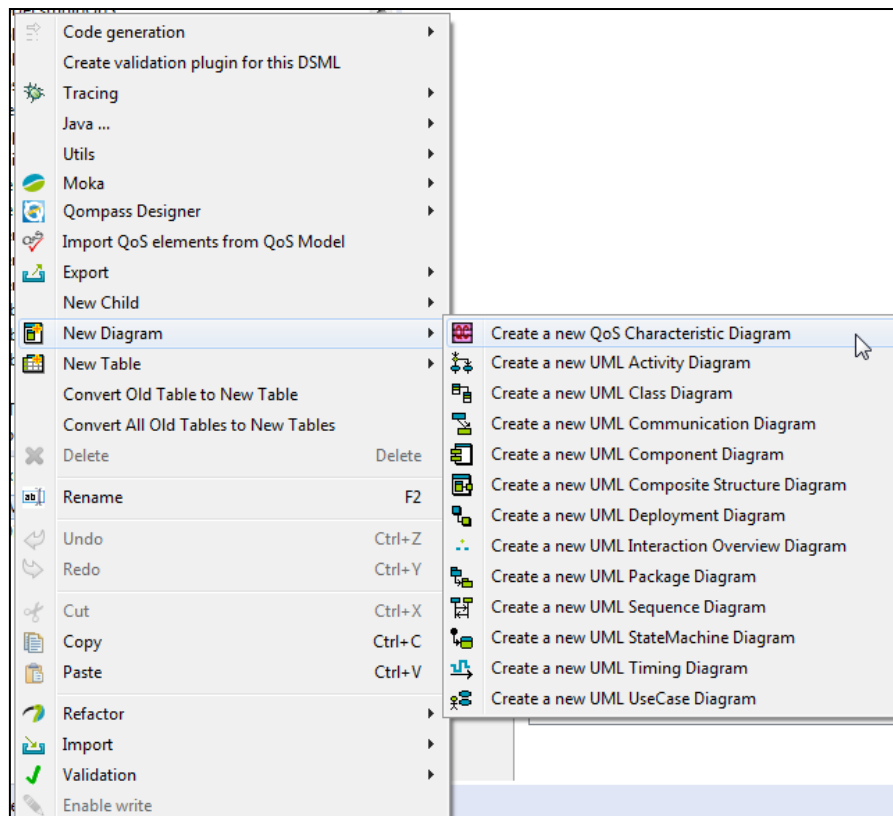 Code generation
Create validation plugin for this DSML
Tracing
Java ...
Utils
Moka
Qompass Designer
Import QoS elements from QoS Model
Export
New Child
New Diagram
New Table
Convert Old Table to New Table
Convert All Old Tables to New Tables
Delete Delete
Rename F2
Undo Ctrl+Z
Redo Ctrl+Y
Cut Ctrl+X
Copy Ctrl+C
Paste Ctrl+V
Refactor
Import
Validation
Enable write
Create a new QoS Characteristic Diagram
Create a new UML Activity Diagram
Create a new UML Class Diagram
Create a new UML Communication Diagram
Create a new UML Component Diagram
Create a new UML Composite Structure Diagram
Create a new UML Deployment Diagram
Create a new UML Interaction Overview Diagram
Create a new UML Package Diagram
Create a new UML Sequence Diagram
Create a new UML StateMachine Diagram
Create a new UML Timing Diagram
Create a new UML UseCase Diagram